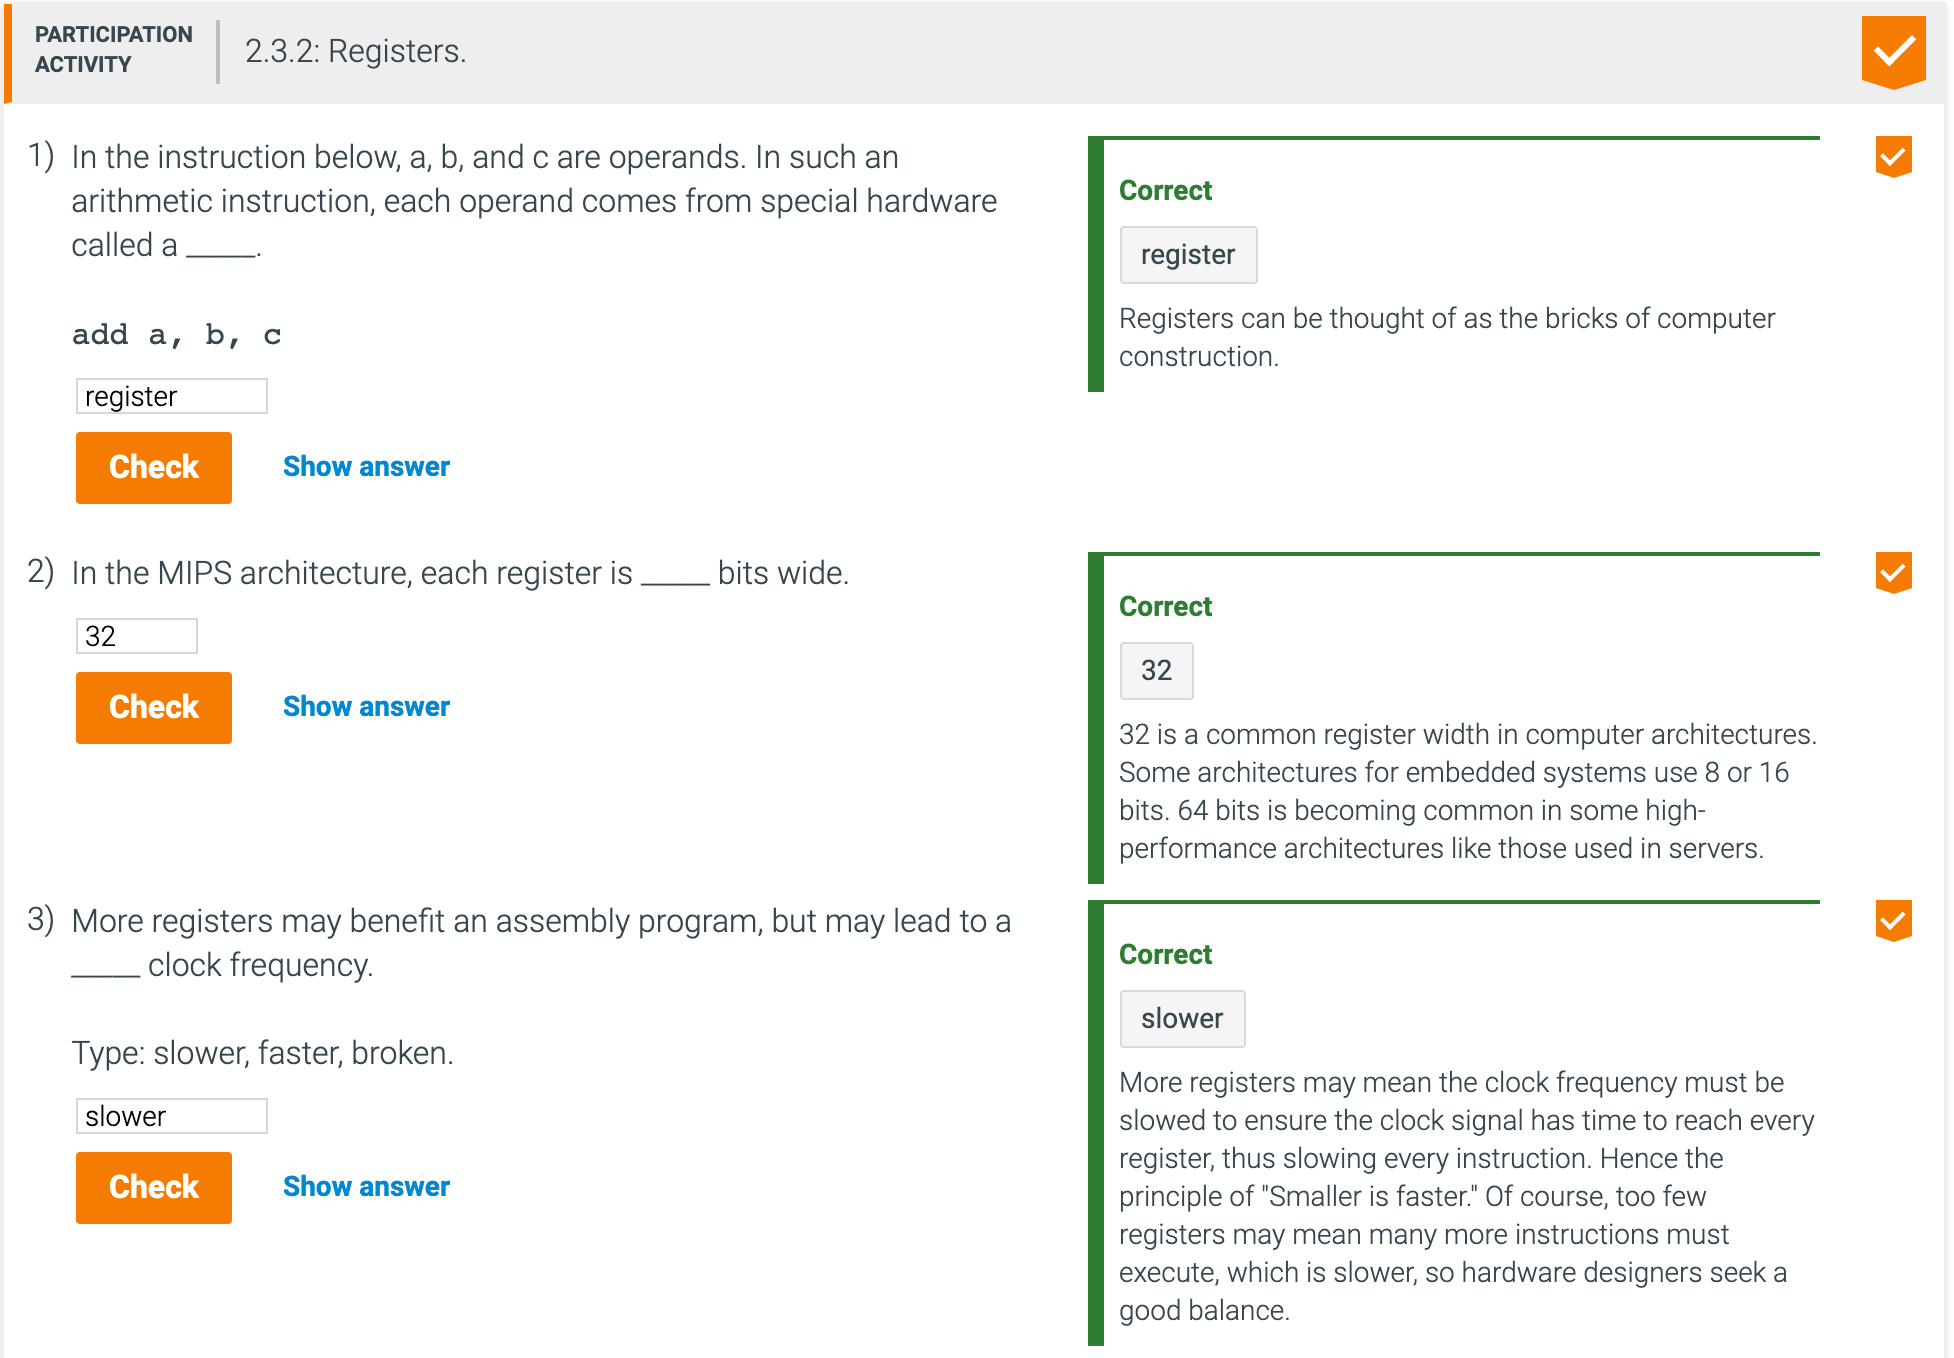 PARTICIPATION
ACTIVITY
2.3.2: Registers.
1) In the instruction below, a, b, and c are operands. In such an
arithmetic instruction, each operand comes from special hardware
called a _____.
add a, b, c
register
Check
Show answer
Correct
register
Registers can be thought of as the bricks of computer
construction.
2) In the MIPS architecture, each register is _____ bits wide.
32
Check
Show answer
Correct
32
32 is a common register width in computer architectures.
Some architectures for embedded systems use 8 or 16
bits. 64 bits is becoming common in some high-
performance architectures like those used in servers.
3) More registers may benefit an assembly program, but may lead to a
_____ clock frequency.
Type: slower, faster, broken.
slower
Check
Show answer
Correct
slower
More registers may mean the clock frequency must be
slowed to ensure the clock signal has time to reach every
register, thus slowing every instruction. Hence the
principle of "Smaller is faster." Of course, too few
registers may mean many more instructions must
execute, which is slower, so hardware designers seek a
good balance.